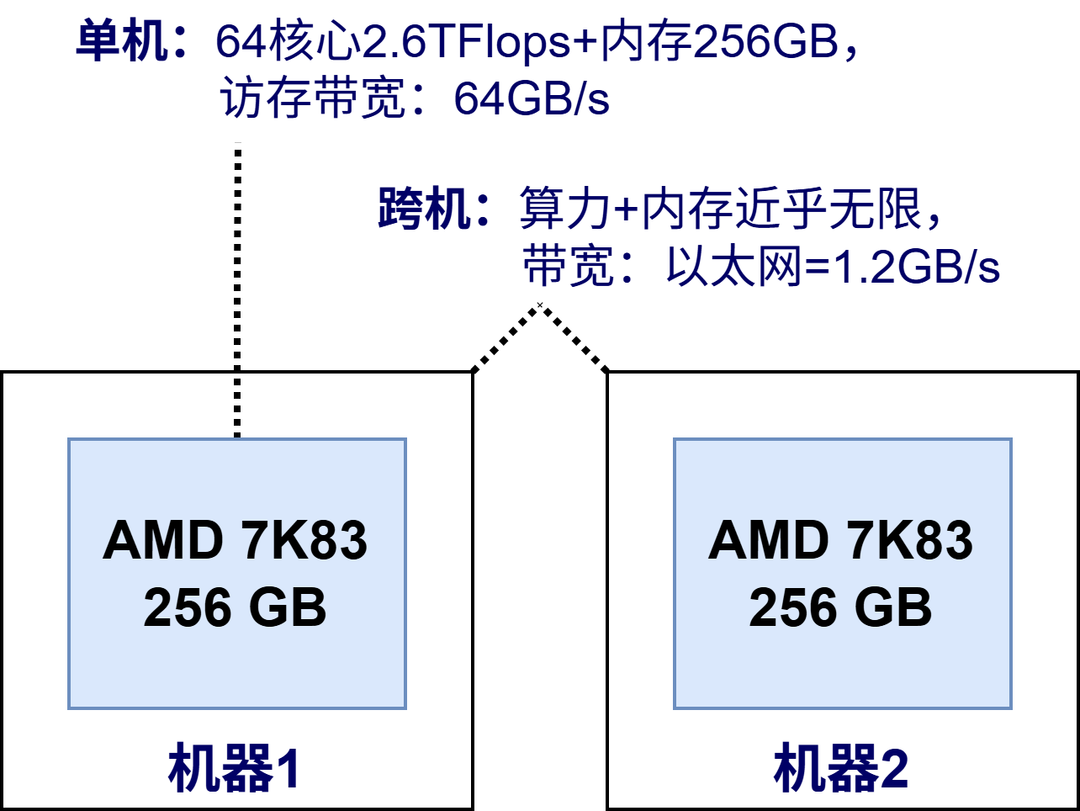 单机：64核心2.6TFlops+内存256GB，
访存带宽：64GB/s
跨机：算力+内存近乎无限，
带宽：以太网=1.2GB/s
AMD 7K83
256 GB
机器1
AMD 7K83
256 GB
机器2